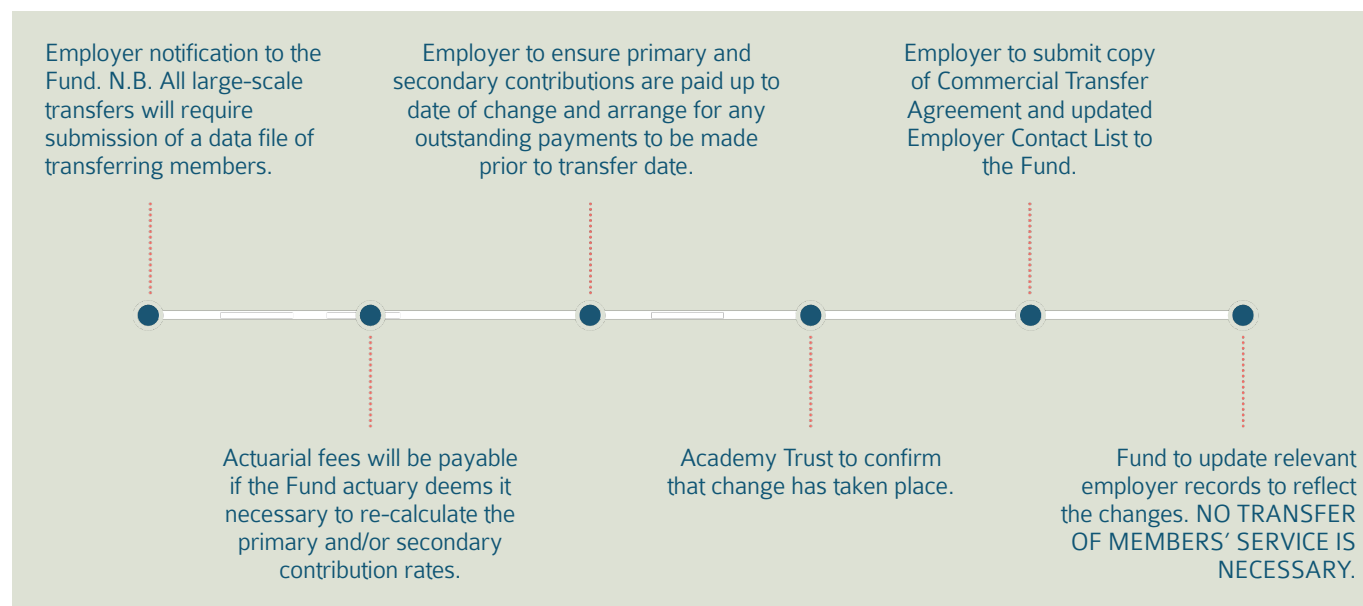 Employer notification to the
Fund. N.B. All large-scale
transfers will require
submission of a data file of
transferring members.
Actuarial fees will be payable
if the Fund actuary deems it
necessary to re-calculate the
primary and/or secondary
contribution rates.
Employer to ensure primary and
secondary contributions are paid up to
date of change and arrange for any
outstanding payments to be made
prior to transfer date.
Academy Trust to confirm
that change has taken place.
Employer to submit copy
of Commercial Transfer
Agreement and updated
Employer Contact List to
the Fund.
Fund to update relevant
employer records to reflect
the changes. NO TRANSFER
OF MEMBERS’ SERVICE IS
NECESSARY.